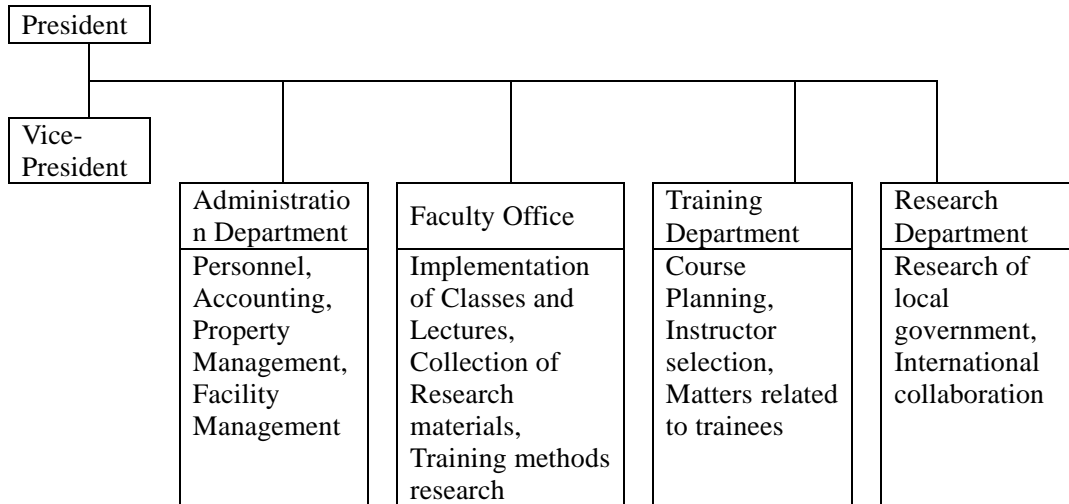 President
Vice-
President
Administratio
n Department
Personnel,
Accounting,
Property
Management,
Facility
Management
Faculty Office
Implementation
of Classes and
Lectures,
Collection of
Research
materials,
Training methods
research
Training
Department
Course
Planning,
Instructor
selection,
Matters related
to trainees
Research
Department
Research of
local
government,
International
collaboration